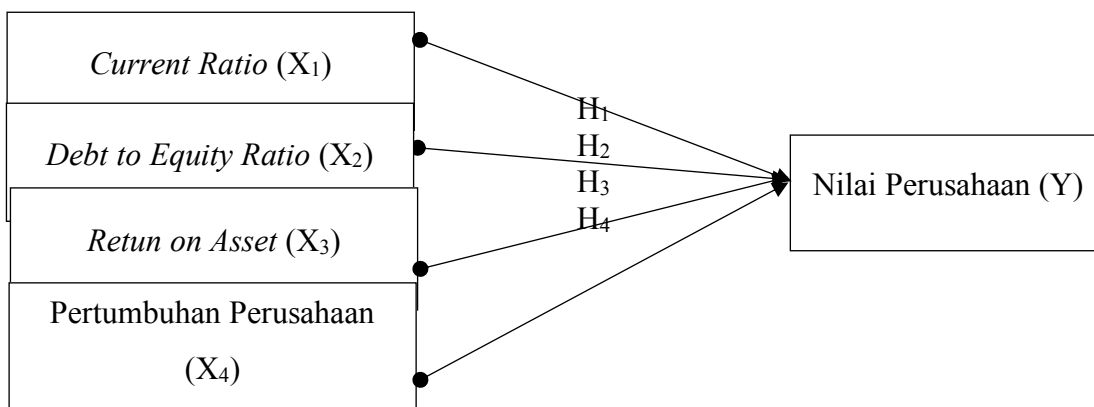 Current Ratio (X₁)
H₁
Debt to Equity Ratio (X₂)
H₂
Nilai Perusahaan (Y)
H₃
Retun on Asset (X₃)
H₄
Pertumbuhan Perusahaan
(X₄)